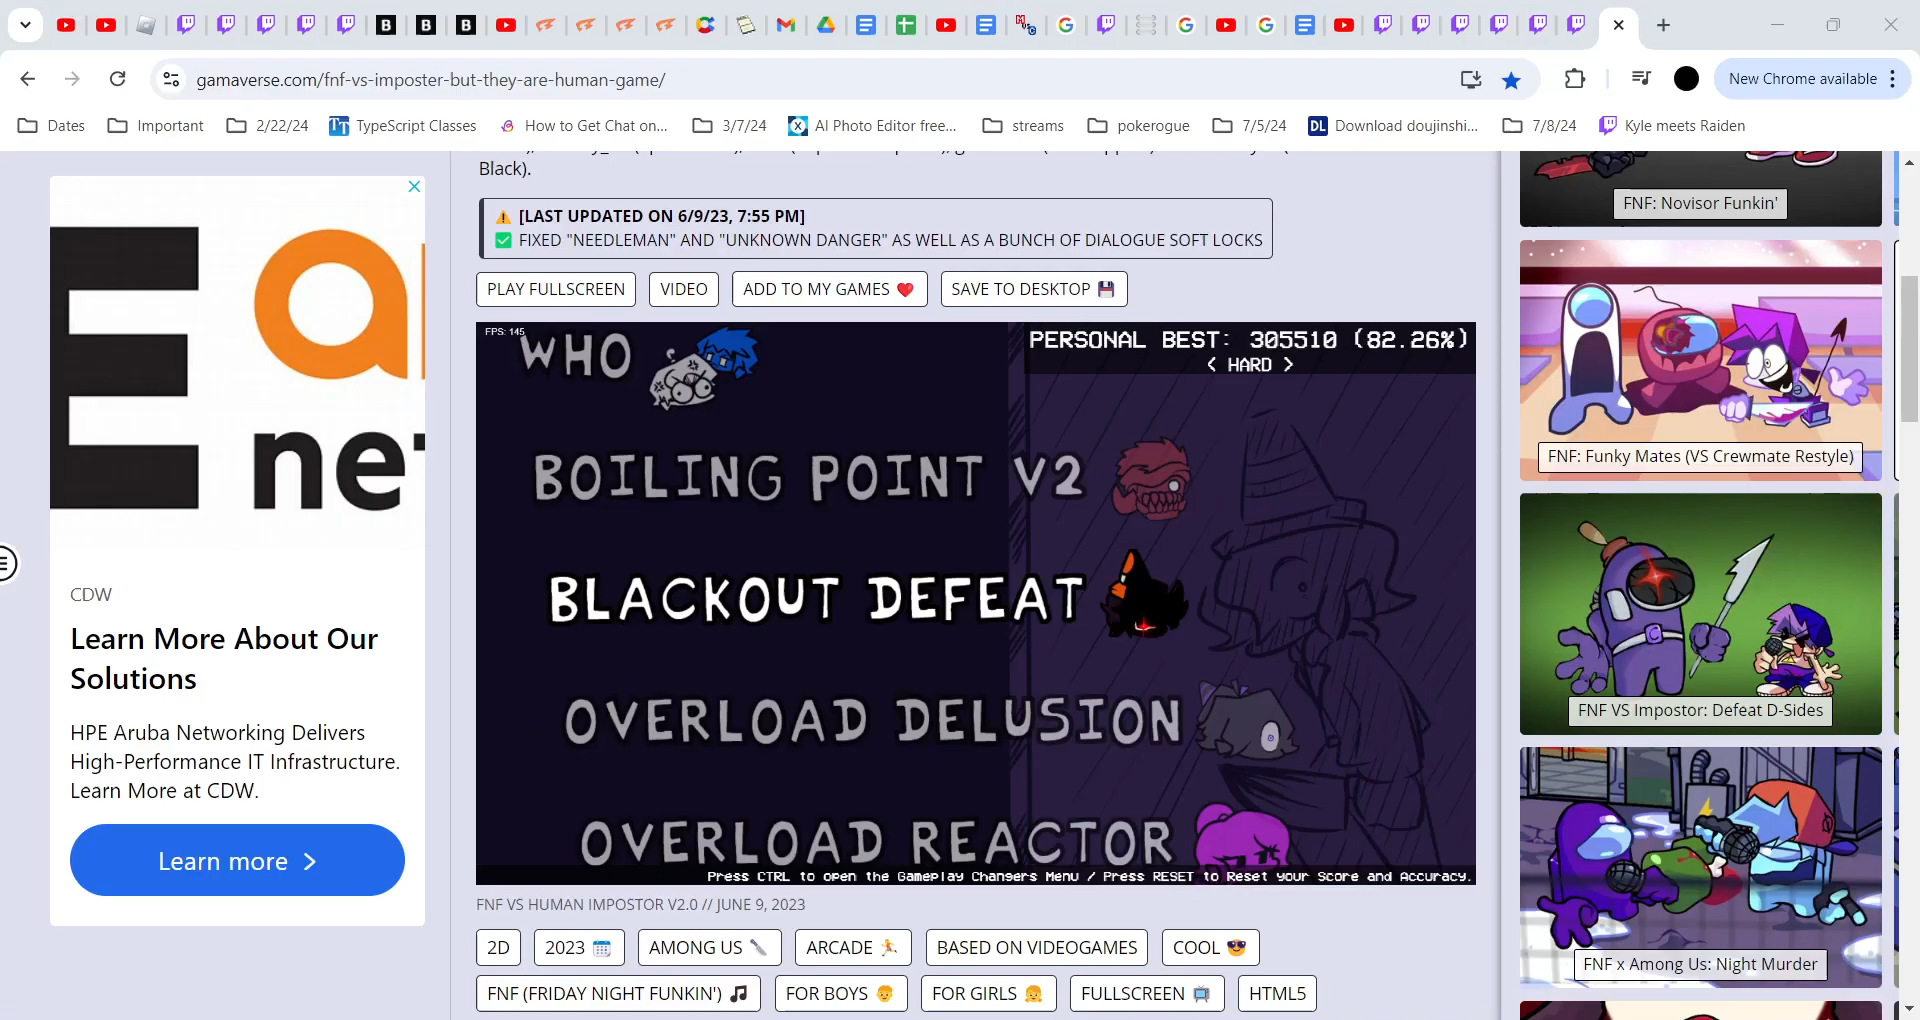 gamaverse.com/fnf-vs-imposter-but-they-are-human-game/
New Chrome available
Dates
Important
2/22/24
TypeScript Classes
How to Get Chat on...
3/7/24
AI Photo Editor free...
streams
pokerogue
7/5/24
DL Download doujinshi...
7/8/24
Kyle meets Raiden
Black).
[LAST UPDATED ON 6/9/23, 7:55 PM]
FIXED "NEEDLEMAN" AND "UNKNOWN DANGER" AS WELL AS A BUNCH OF DIALOGUE SOFT LOCKS
PLAY FULLSCREEN
VIDEO
ADD TO MY GAMES
SAVE TO DESKTOP
FPS: 145
WHO
PERSONAL BEST: 305510 (82.26%)
< HARD >
BOILING POINT V2
BLACKOUT DEFEAT
OVERLOAD DELUSION
OVERLOAD REACTOR
Press CTRL to open the Gameplay Changers Menu / Press RESET to Reset your Score and Accuracy.
FNF VS HUMAN IMPOSTOR V2.0 // JUNE 9, 2023
2D
2023
AMONG US
ARCADE
BASED ON VIDEOGAMES
COOL
FNF (FRIDAY NIGHT FUNKIN')
FOR BOYS
FOR GIRLS
FULLSCREEN
HTML5
CDW
Learn More About Our
Solutions
HPE Aruba Networking Delivers
High-Performance IT Infrastructure.
Learn More at CDW.
Learn more >
FNF: Novisor Funkin'
FNF: Funky Mates (VS Crewmate Restyle)
FNF VS Impostor: Defeat D-Sides
FNF x Among Us: Night Murder